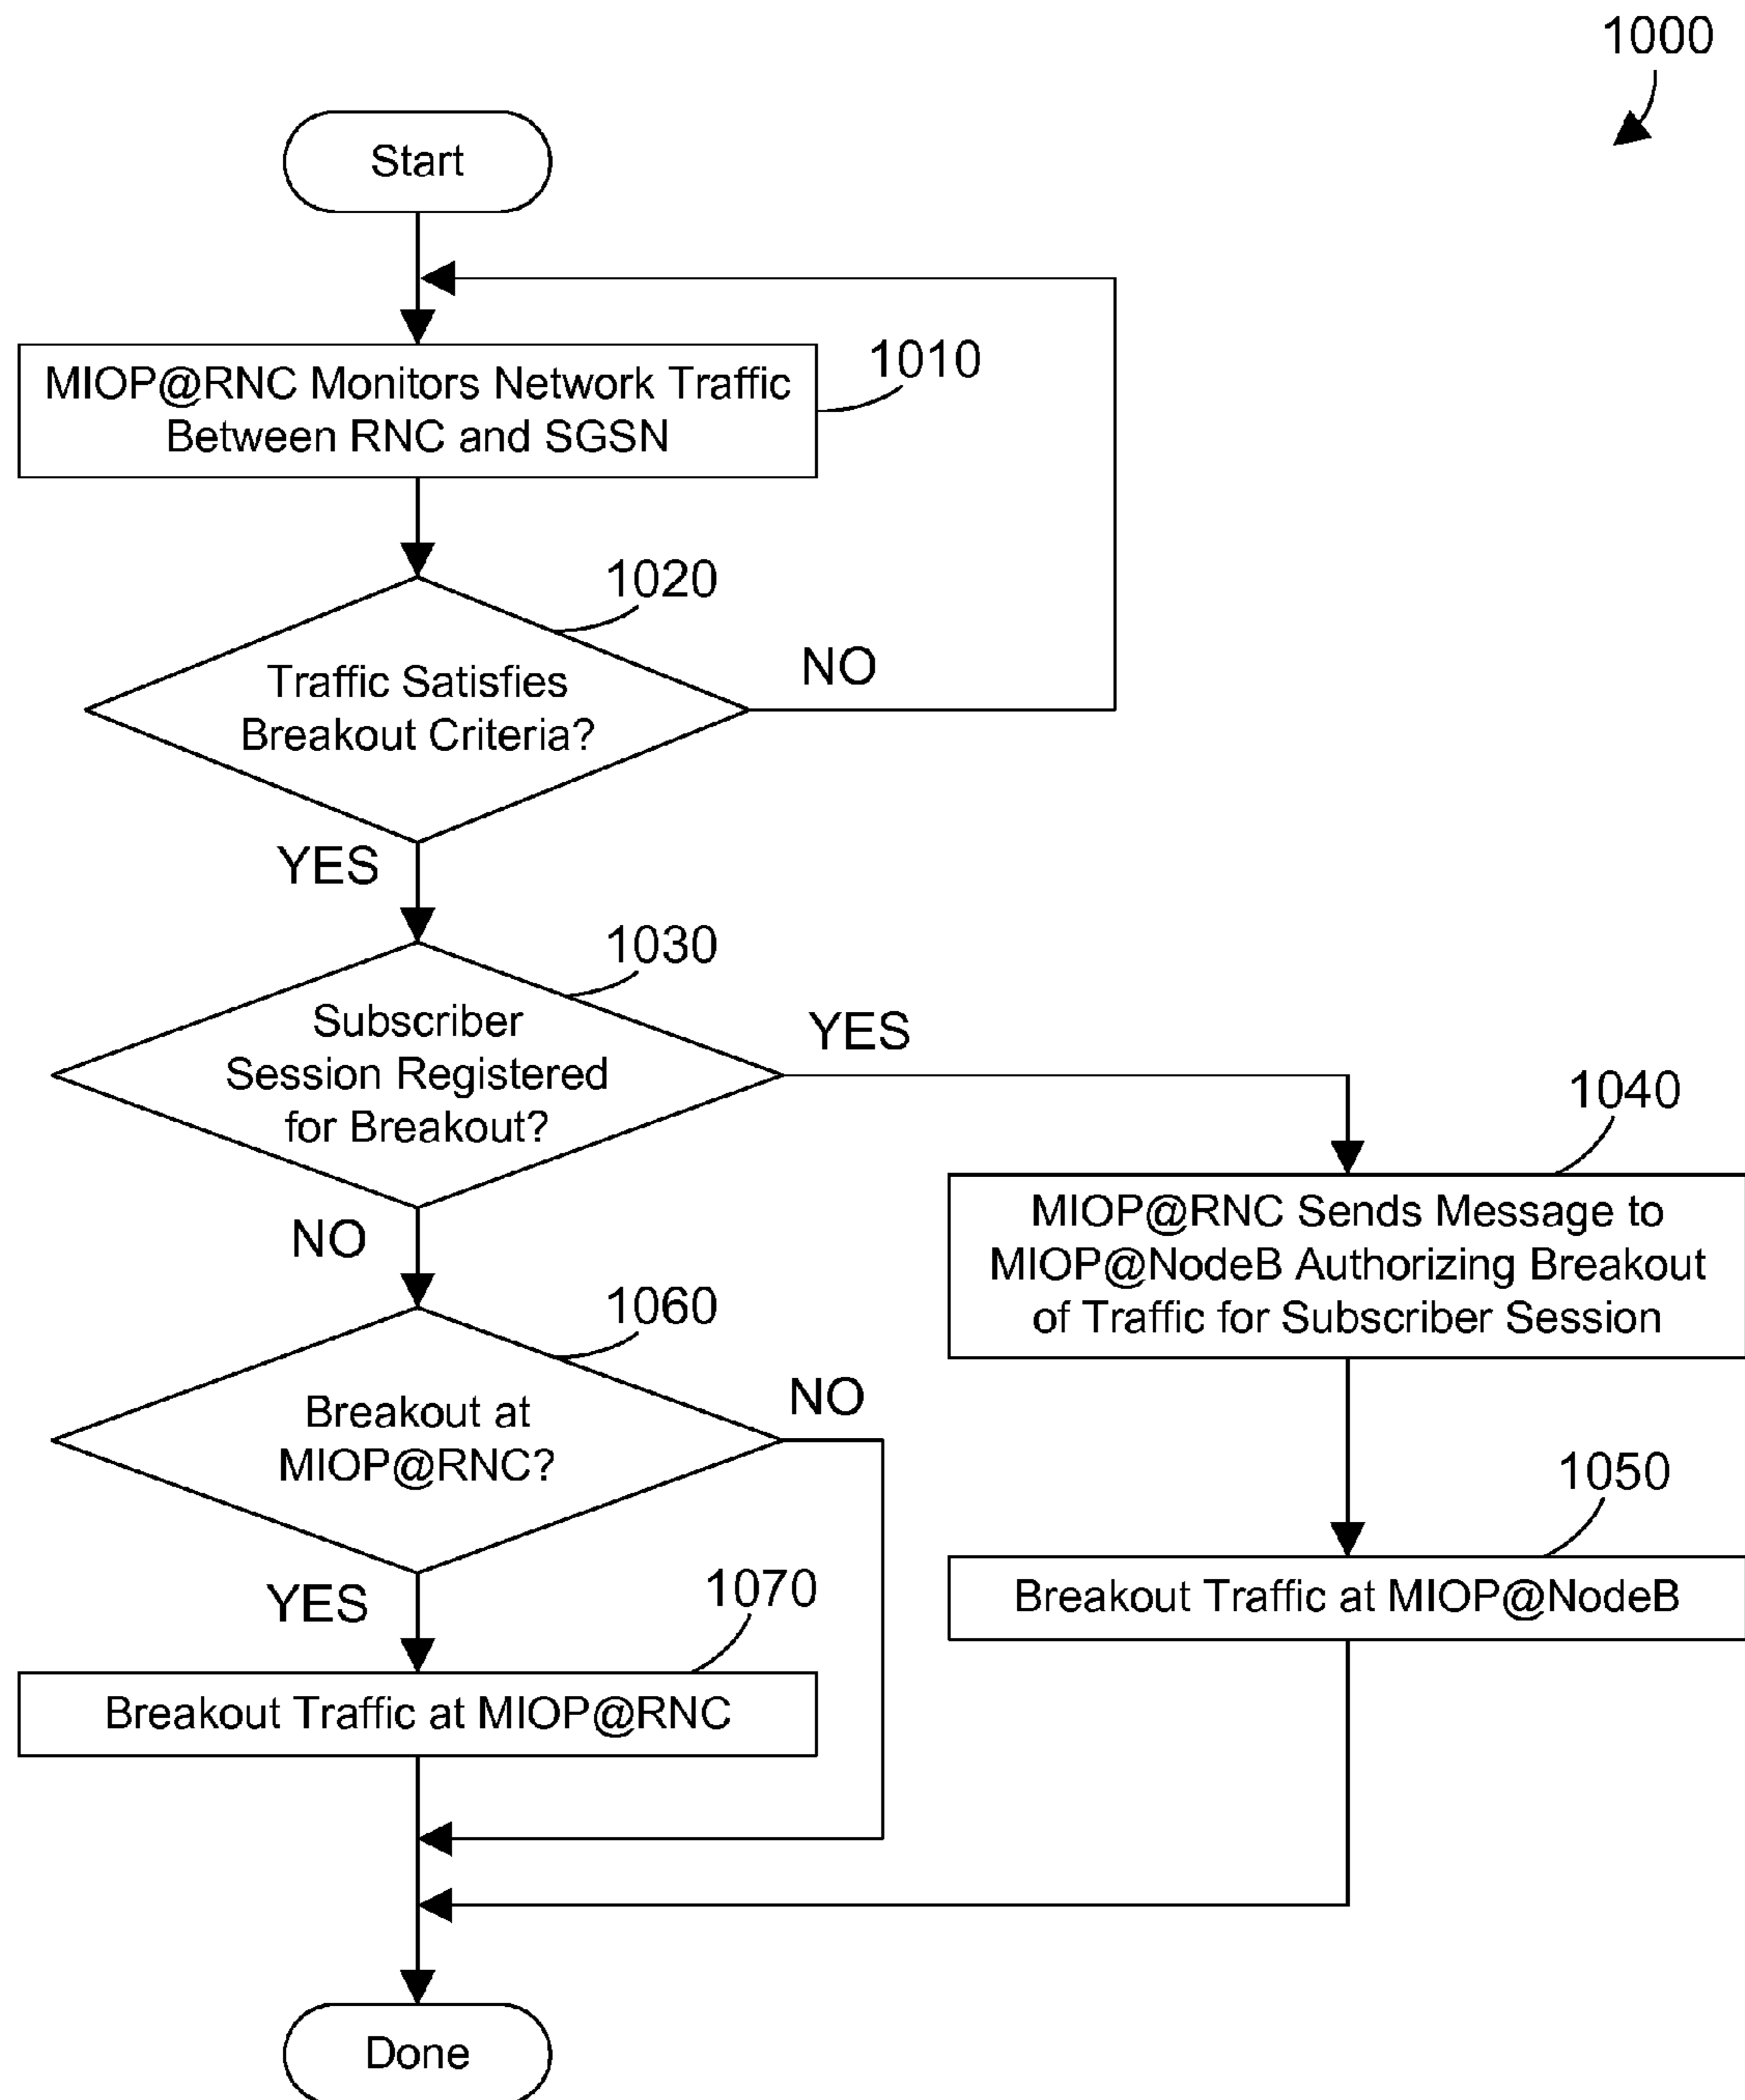 1000
Start
MIOP@RNC Monitors Network Traffic
Between RNC and SGSN
1010
1020
Traffic Satisfies
Breakout Criteria?
NO
YES
1030
Subscriber
Session Registered
for Breakout?
YES
NO
1040
MIOP@RNC Sends Message to
MIOP@NodeB Authorizing Breakout
of Traffic for Subscriber Session
1060
Breakout at
MIOP@RNC?
NO
YES
1050
Breakout Traffic at MIOP@NodeB
1070
Breakout Traffic at MIOP@RNC
Done